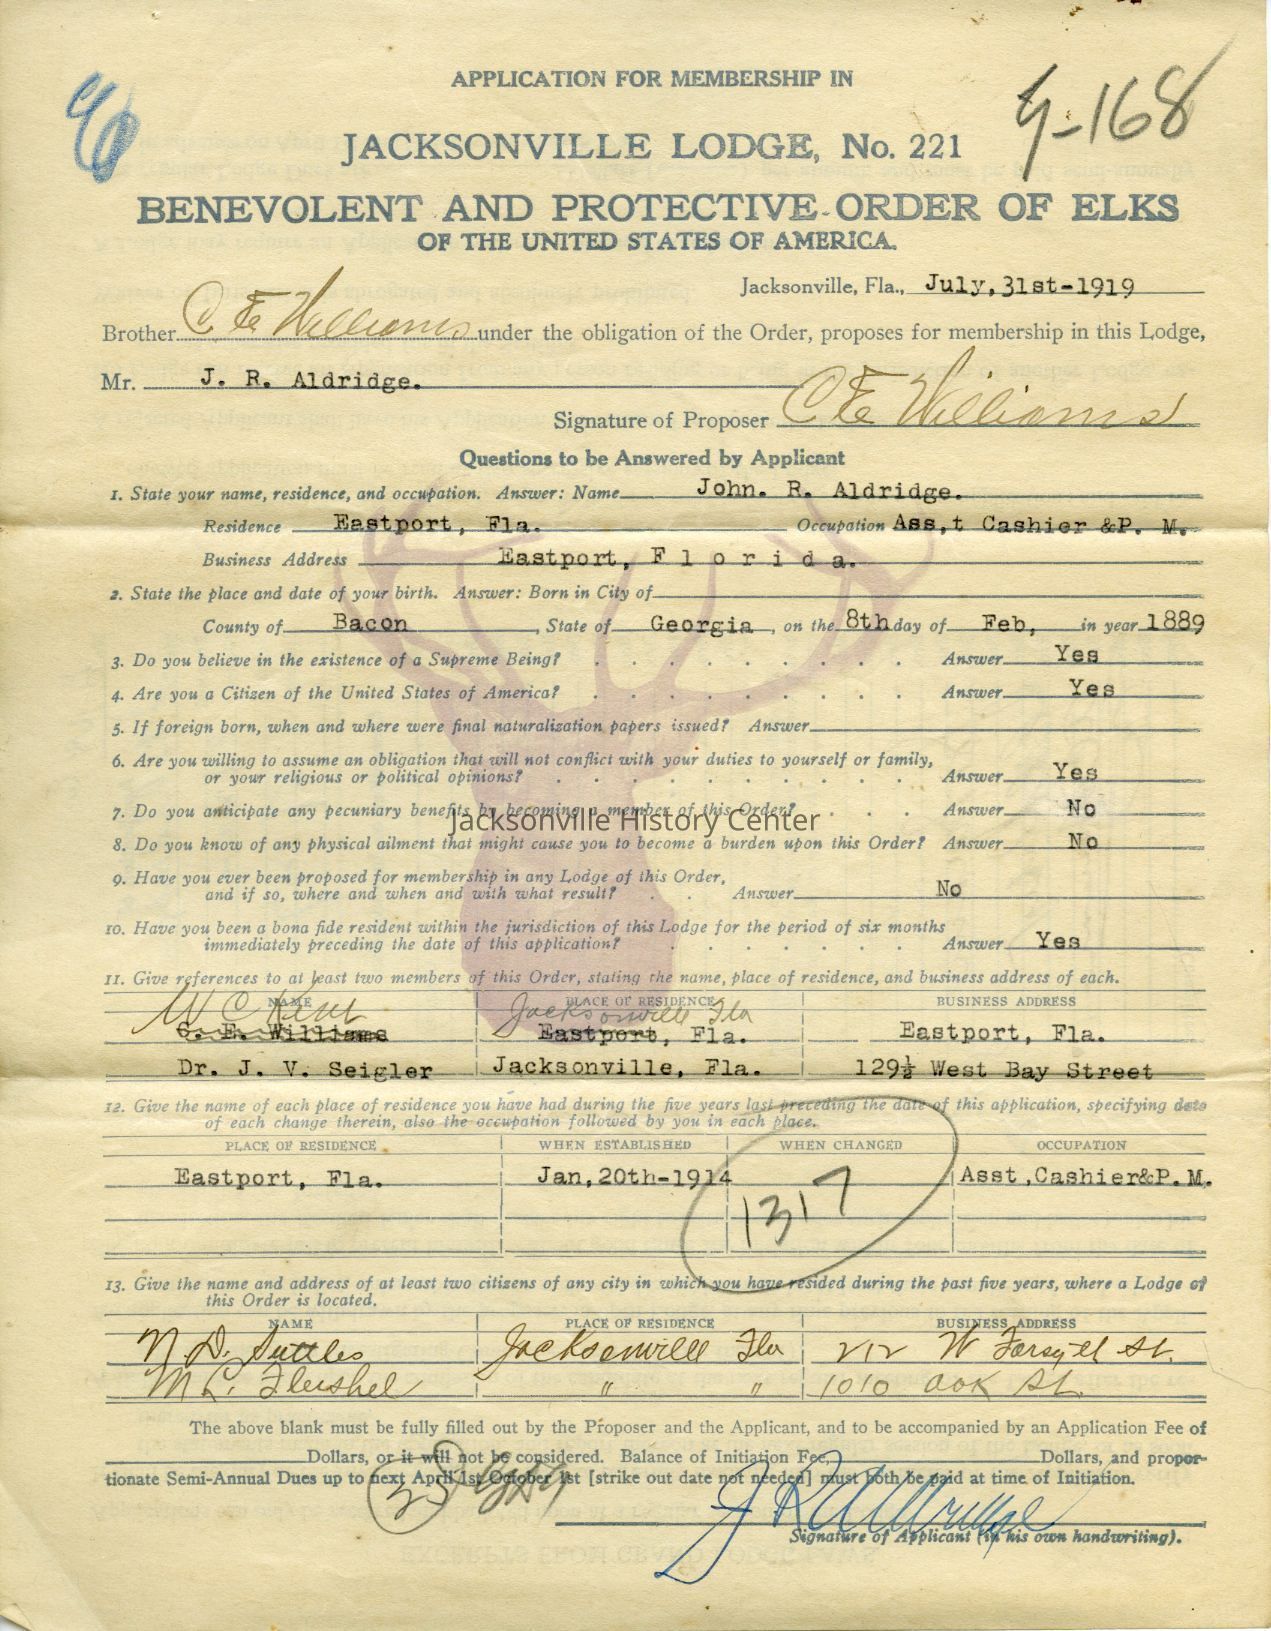 APPLICATION FOR MEMBERSHIP IN
-168
JACKSONVILLE LODGE, No. 221
BENEVOLENT AND PROTECTIVE ORDER OF ELKS
OF THE UNITED STATES OF AMERICA.
Jacksonville, Fla., July,31st-1919
Brother C E Williams under the obligation of the Order, proposes for membership in this Lodge,
Mr. J. R. Aldridge.
Signature of Proposer C E Williams
Questions to be Answered by Applicant
1. State your name, residence, and occupation. Answer: Name John. R. Aldridge.
Residence Eastport, Fla. Occupation Ass,t Cashier &P. M.
Business Address Eastport, F l o r i d a.
2. State the place and date of your birth. Answer: Born in City of
County of Bacon, State of Georgia, on the 8th day of Feb, in year 1889
3. Do you believe in the existence of a Supreme Being? Answer Yes
4. Are you a Citizen of the United States of America? Answer Yes
5. If foreign born, when and where were final naturalization papers issued? Answer
6. Are you willing to assume an obligation that will not conflict with your duties to yourself or family,
or your religious or political opinions? Answer Yes
7. Do you anticipate any pecuniary benefits by becoming a member of this Order? Answer No
Jacksonville History Center
8. Do you know of any physical ailment that might cause you to become a burden upon this Order? Answer No
9. Have you ever been proposed for membership in any Lodge of this Order,
and if so, where and when and with what result? Answer No
10. Have you been a bona fide resident within the jurisdiction of this Lodge for the period of six months
immediately preceding the date of this application? Answer Yes
11. Give references to at least two members of this Order, stating the name, place of residence, and business address of each.
NAME PLACE OF RESIDENCE BUSINESS ADDRESS
W C Kent Jacksonville Fla
C. E. Williams Eastport, Fla. Eastport, Fla.
Dr. J. V. Seigler Jacksonville, Fla. 129½ West Bay Street
12. Give the name of each place of residence you have had during the five years last preceding the date of this application, specifying date
of each change therein, also the occupation followed by you in each place.
PLACE OF RESIDENCE WHEN ESTABLISHED WHEN CHANGED OCCUPATION
Eastport, Fla. Jan,20th-1914 Asst,Cashier&P.M.
1317
13. Give the name and address of at least two citizens of any city in which you have resided during the past five years, where a Lodge of
this Order is located.
NAME PLACE OF RESIDENCE BUSINESS ADDRESS
N. D. Suttles Jacksonville Fla 212 W Forsyth St.
M L. Fleishel " " 1010 Oak St.
The above blank must be fully filled out by the Proposer and the Applicant, and to be accompanied by an Application Fee of
Dollars, or it will not be considered. Balance of Initiation Fee, Dollars, and propor-
tionate Semi-Annual Dues up to next April 1st October 1st [strike out date not needed] must both be paid at time of Initiation.
25
J R Aldridge
Signature of Applicant (in his own handwriting).